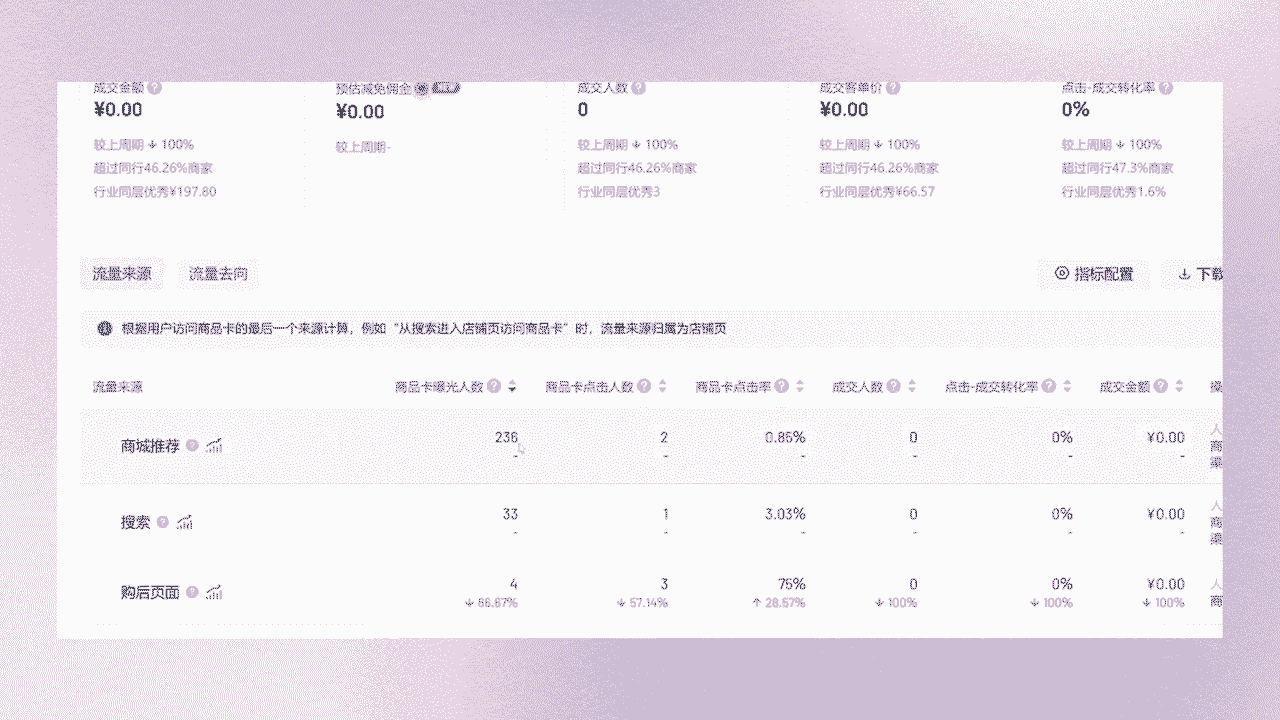 成交金额
预估减免佣金
成交人数
成交客单价
点击-成交转化率
¥0.00
¥0.00
0
¥0.00
0%
较上周期 ↓ 100%
较上周期-
较上周期 ↓ 100%
较上周期 ↓ 100%
较上周期 ↓ 100%
超过同行46.26%商家
超过同行46.26%商家
超过同行46.26%商家
超过同行47.3%商家
行业同层优秀¥197.80
行业同层优秀3
行业同层优秀¥66.57
行业同层优秀1.6%
流量来源 流量去向
指标配置 下载
根据用户访问商品卡的最后一个来源计算，例如“从搜索进入店铺页访问商品卡”时，流量来源归属为店铺页
流量来源 商品卡曝光人数 商品卡点击人数 商品卡点击率 成交人数 点击-成交转化率 成交金额
商城推荐 236 2 0.85% 0 0% ¥0.00
- - - - - -
搜索 33 1 3.03% 0 0% ¥0.00
- - - - - -
购后页面 4 3 75% 0 0% ¥0.00
↓ 66.67% ↓ 57.14% ↑ 28.57% ↓ 100% ↓ 100% ↓ 100%